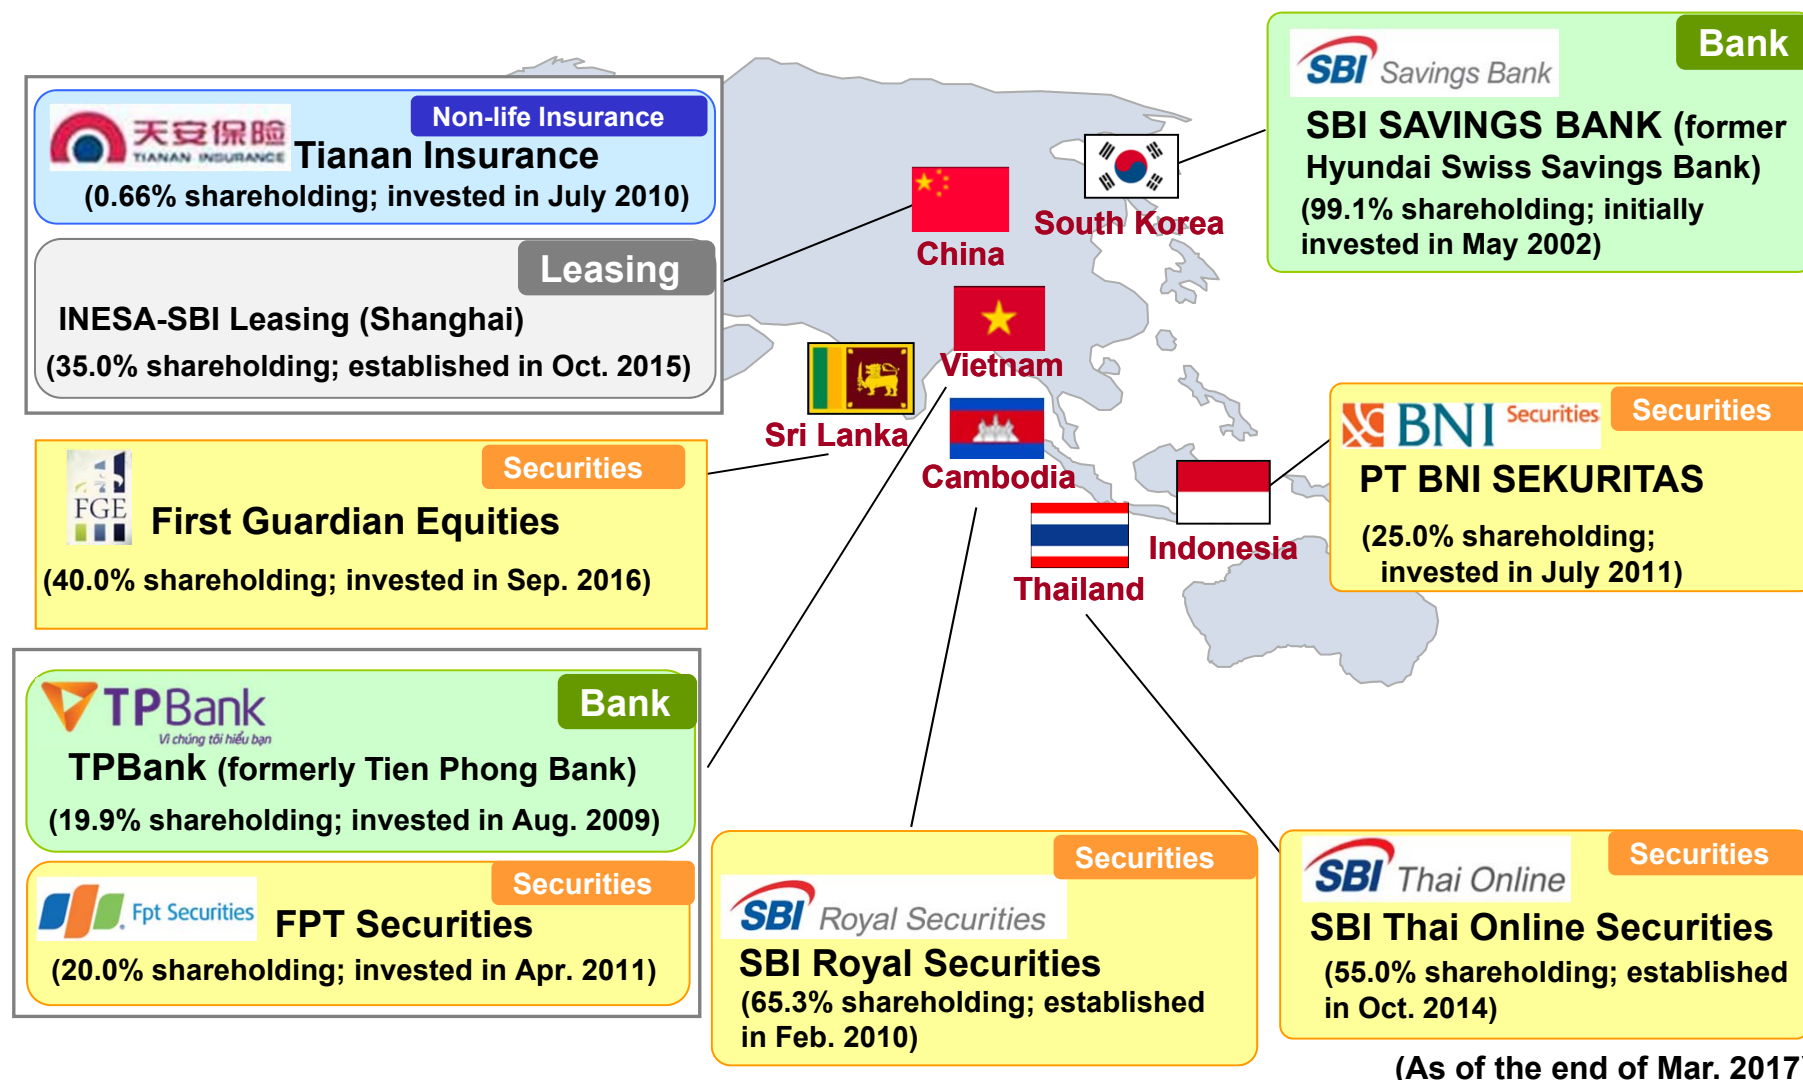 天安保险
TIANAN INSURANCE
Non-life Insurance
Tianan Insurance
(0.66% shareholding; invested in July 2010)
Leasing
INESA-SBI Leasing (Shanghai)
(35.0% shareholding; established in Oct. 2015)
FGE
Securities
First Guardian Equities
(40.0% shareholding; invested in Sep. 2016)
TPBank
Vì chúng tôi hiểu bạn
Bank
TPBank (formerly Tien Phong Bank)
(19.9% shareholding; invested in Aug. 2009)
Fpt Securities
Securities
FPT Securities
(20.0% shareholding; invested in Apr. 2011)
China
South Korea
Vietnam
Sri Lanka
Cambodia
Indonesia
Thailand
SBI Savings Bank
Bank
SBI SAVINGS BANK (former
Hyundai Swiss Savings Bank)
(99.1% shareholding; initially
invested in May 2002)
BNI Securities
Securities
PT BNI SEKURITAS
(25.0% shareholding;
invested in July 2011)
Securities
SBI Royal Securities
SBI Royal Securities
(65.3% shareholding; established
in Feb. 2010)
SBI Thai Online
Securities
SBI Thai Online Securities
(55.0% shareholding; established
in Oct. 2014)
(As of the end of Mar. 2017)